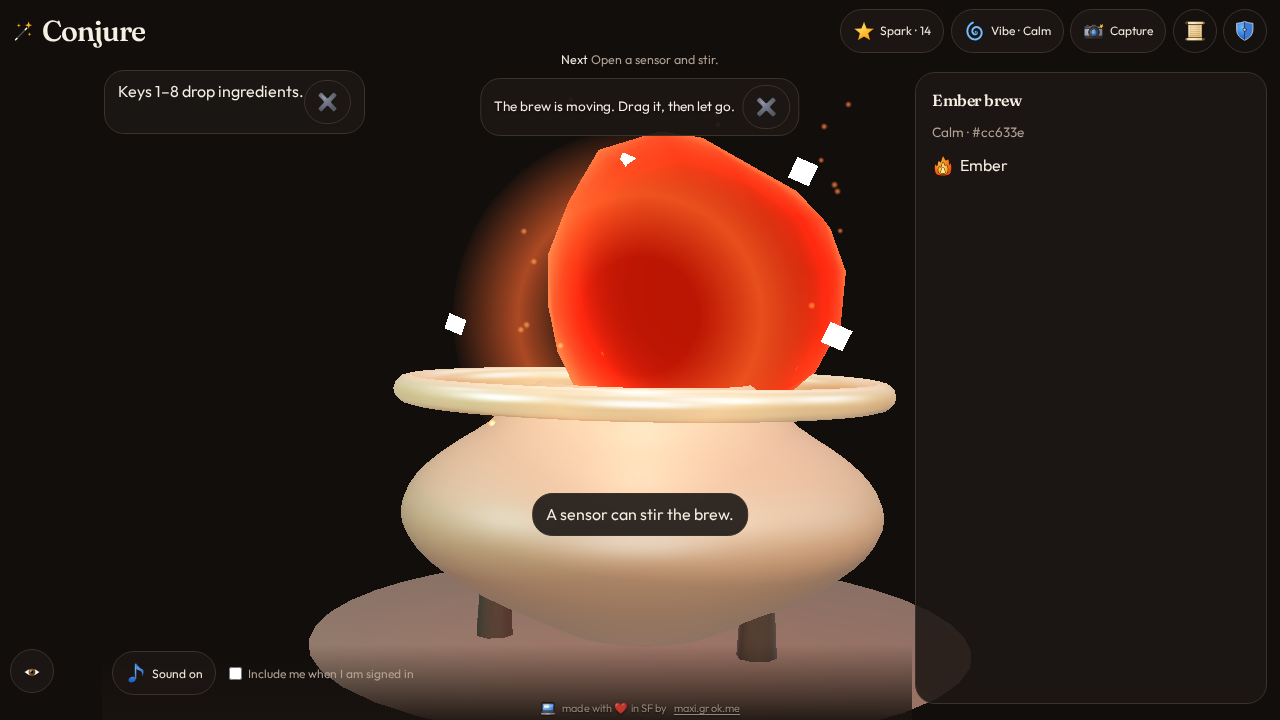 Conjure
Spark · 14
Vibe · Calm
Capture
Next Open a sensor and stir.
Keys 1–8 drop ingredients.
The brew is moving. Drag it, then let go.
Ember brew
Calm · #cc633e
Ember
A sensor can stir the brew.
Sound on
Include me when I am signed in
made with ❤️ in SF by maxi.grok.me